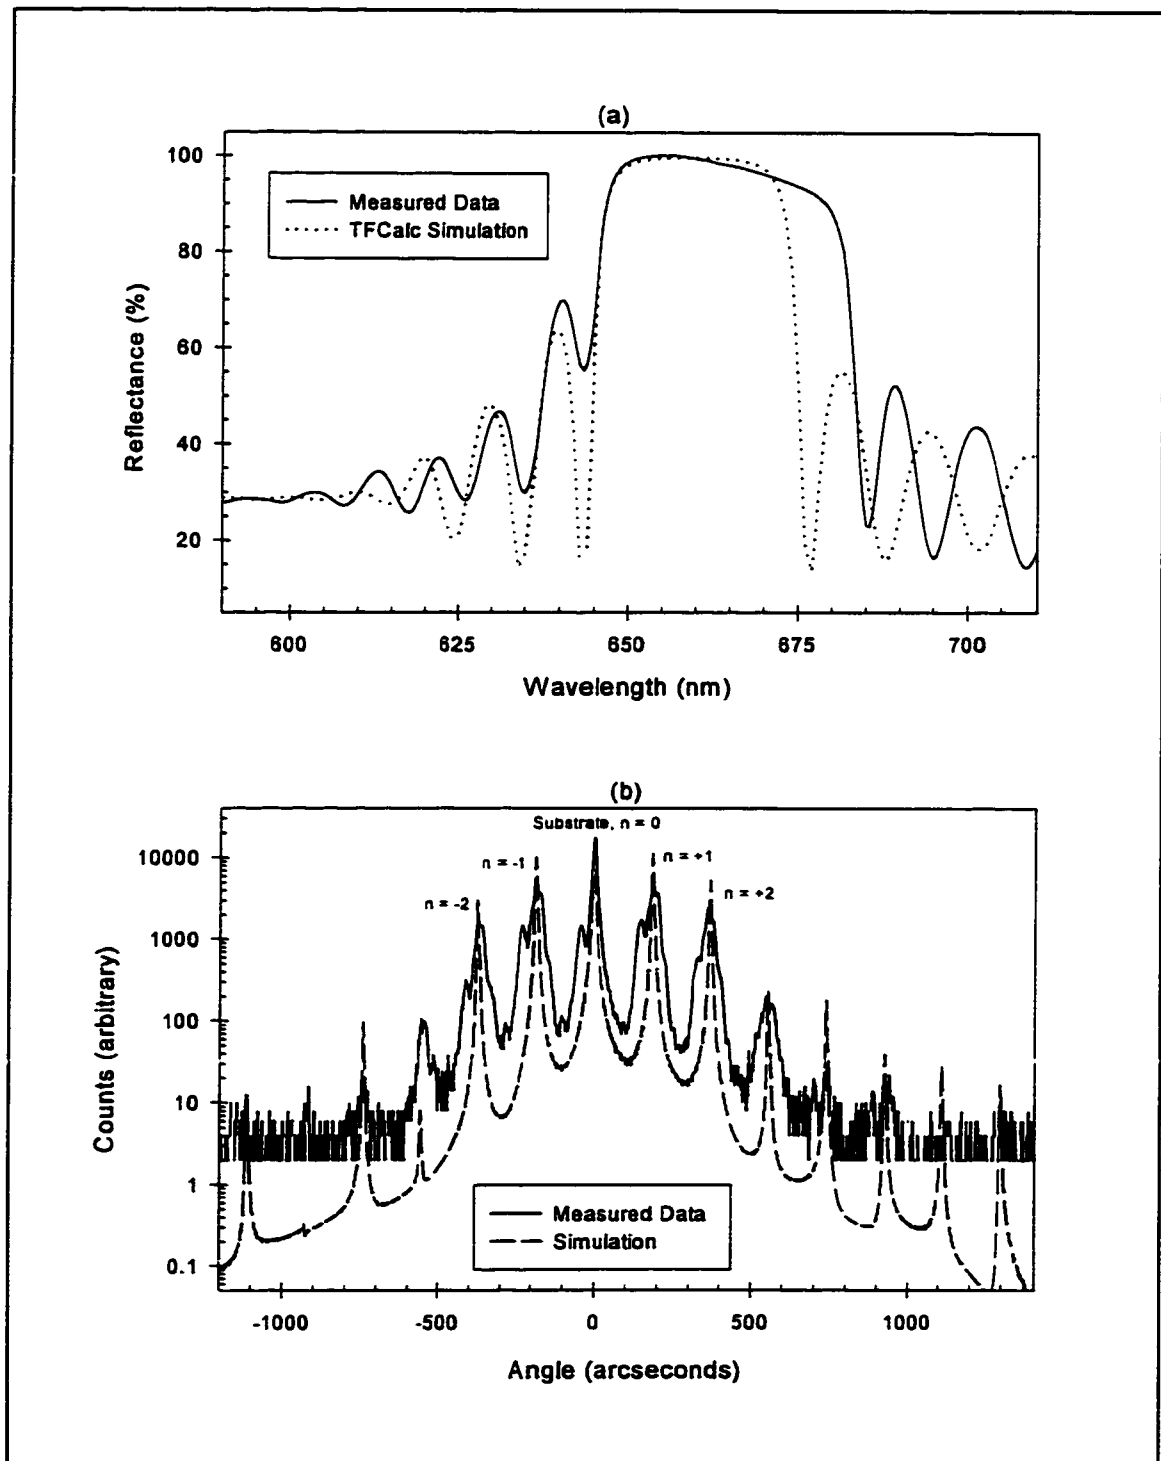 (a)
100
80
60
40
20
Reflectance (%)
Measured Data
TFCalc Simulation
600
625
650
675
700
Wavelength (nm)
(b)
Substrate, n = 0
n = -1
n = +1
n = -2
n = +2
10000
1000
100
10
1
0.1
Counts (arbitrary)
Measured Data
Simulation
-1000
-500
0
500
1000
Angle (arcseconds)